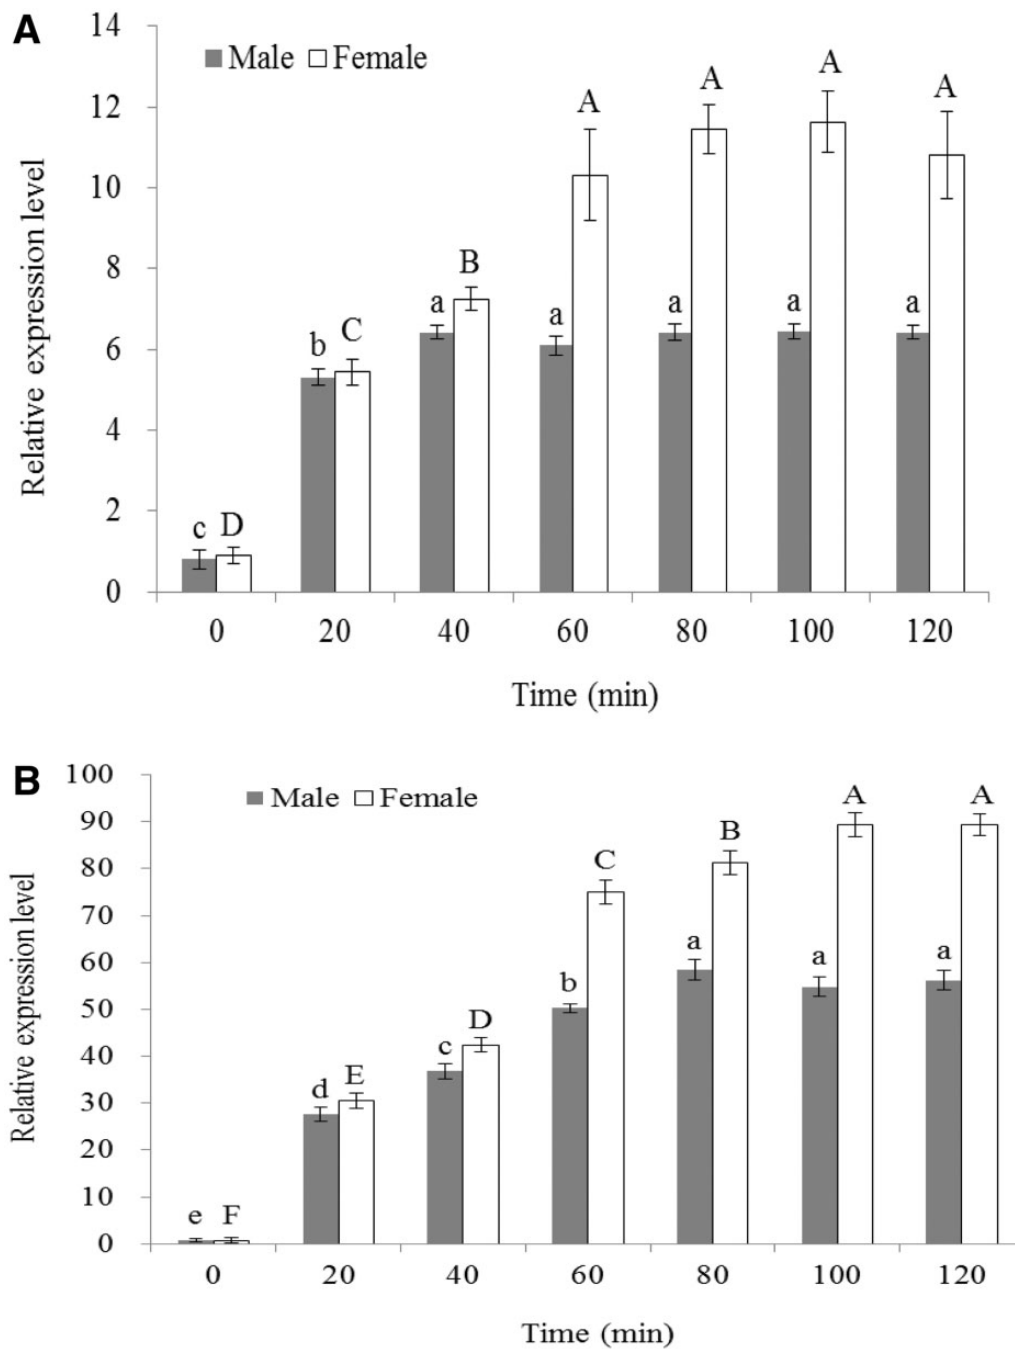 A
14
Male Female
12
10
8
6
4
2
0
Relative expression level
c D b C a B a A a A a A a A
0 20 40 60 80 100 120
Time (min)
B
100
Male Female
90
80
70
60
50
40
30
20
10
0
Relative expression level
e F d E c D b C a B a A a A
0 20 40 60 80 100 120
Time (min)